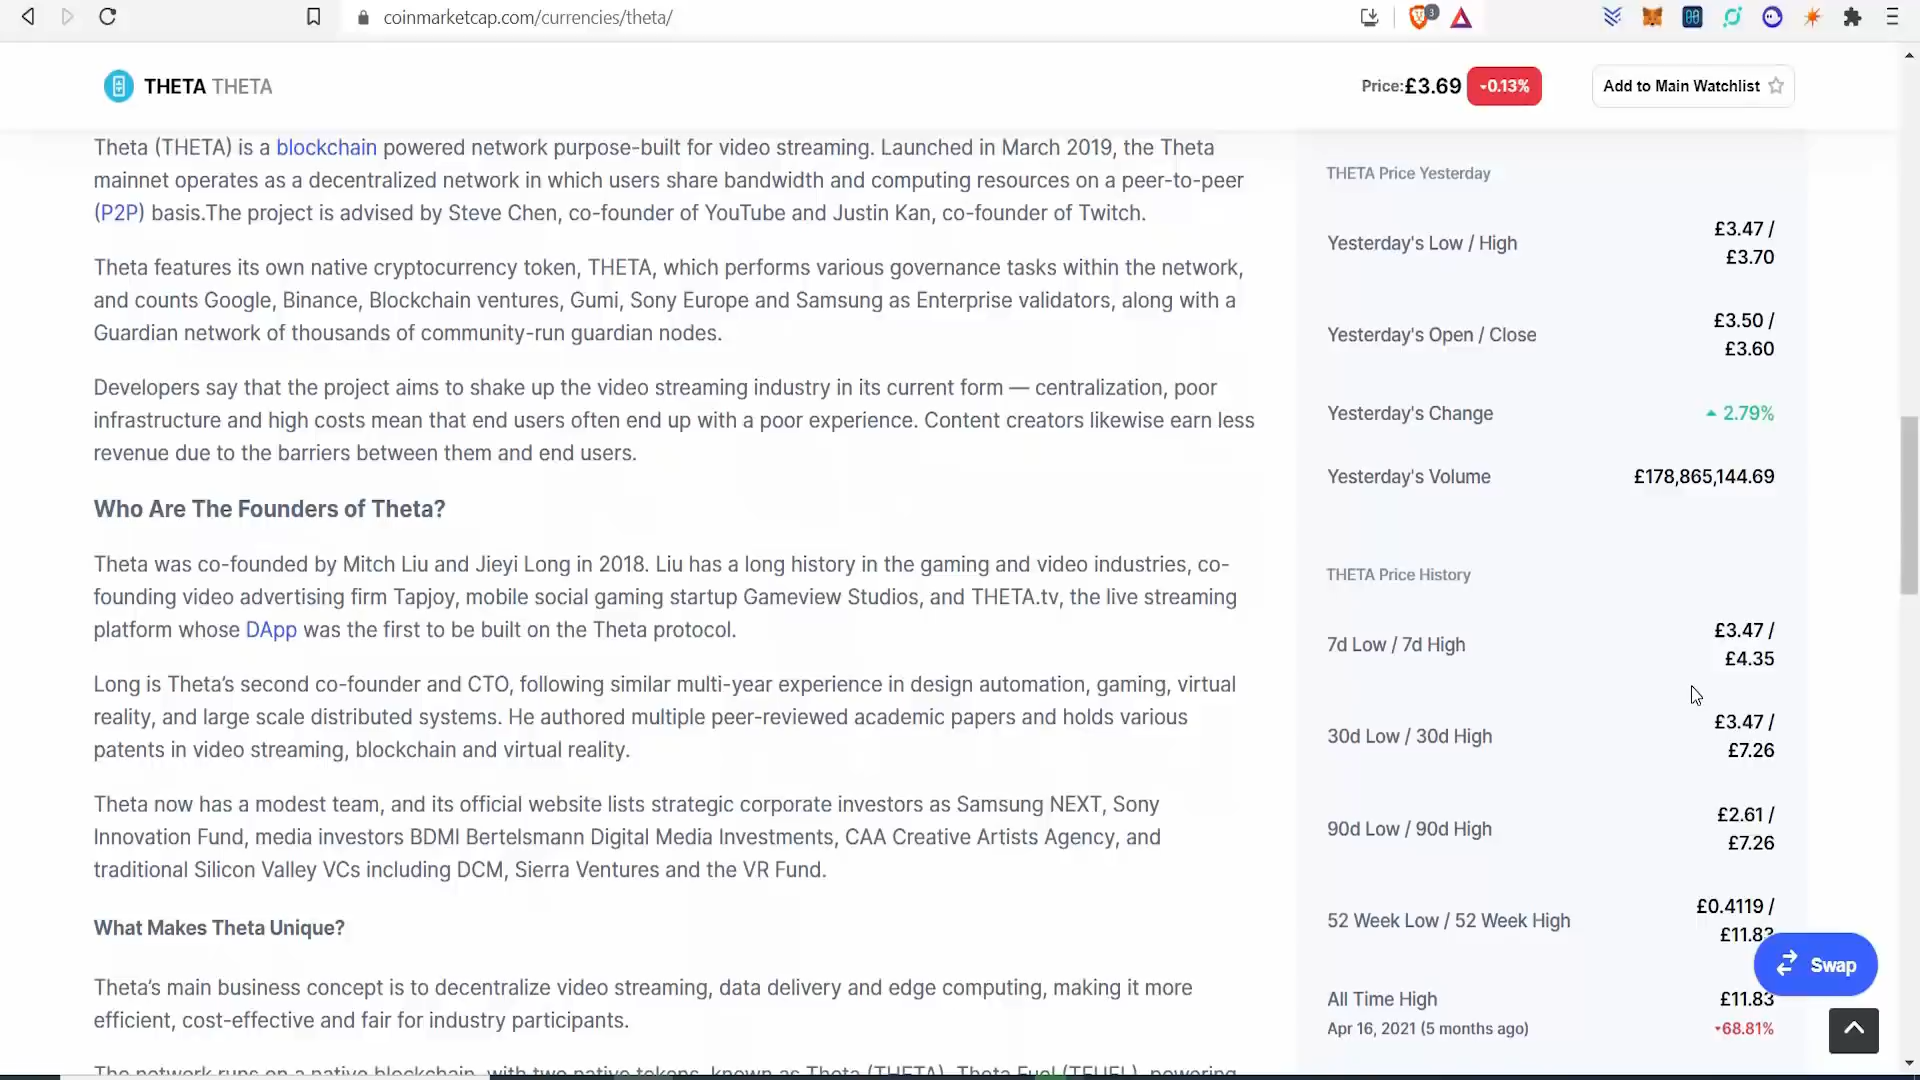 coinmarketcap.com/currencies/theta/
3
THETA THETA
Price:£3.69 -0.13%
Add to Main Watchlist
Theta (THETA) is a blockchain powered network purpose-built for video streaming. Launched in March 2019, the Theta
mainnet operates as a decentralized network in which users share bandwidth and computing resources on a peer-to-peer
(P2P) basis.The project is advised by Steve Chen, co-founder of YouTube and Justin Kan, co-founder of Twitch.
Theta features its own native cryptocurrency token, THETA, which performs various governance tasks within the network,
and counts Google, Binance, Blockchain ventures, Gumi, Sony Europe and Samsung as Enterprise validators, along with a
Guardian network of thousands of community-run guardian nodes.
Developers say that the project aims to shake up the video streaming industry in its current form — centralization, poor
infrastructure and high costs mean that end users often end up with a poor experience. Content creators likewise earn less
revenue due to the barriers between them and end users.
Who Are The Founders of Theta?
Theta was co-founded by Mitch Liu and Jieyi Long in 2018. Liu has a long history in the gaming and video industries, co-
founding video advertising firm Tapjoy, mobile social gaming startup Gameview Studios, and THETA.tv, the live streaming
platform whose DApp was the first to be built on the Theta protocol.
Long is Theta’s second co-founder and CTO, following similar multi-year experience in design automation, gaming, virtual
reality, and large scale distributed systems. He authored multiple peer-reviewed academic papers and holds various
patents in video streaming, blockchain and virtual reality.
Theta now has a modest team, and its official website lists strategic corporate investors as Samsung NEXT, Sony
Innovation Fund, media investors BDMI Bertelsmann Digital Media Investments, CAA Creative Artists Agency, and
traditional Silicon Valley VCs including DCM, Sierra Ventures and the VR Fund.
What Makes Theta Unique?
Theta’s main business concept is to decentralize video streaming, data delivery and edge computing, making it more
efficient, cost-effective and fair for industry participants.
The network runs on a native blockchain, with two native tokens, known as Theta (THETA), Theta Fuel (TFUEL), powering
THETA Price Yesterday
Yesterday's Low / High
£3.47 /
£3.70
Yesterday's Open / Close
£3.50 /
£3.60
Yesterday's Change
2.79%
Yesterday's Volume
£178,865,144.69
THETA Price History
7d Low / 7d High
£3.47 /
£4.35
30d Low / 30d High
£3.47 /
£7.26
90d Low / 90d High
£2.61 /
£7.26
52 Week Low / 52 Week High
£0.4119 /
£11.83
Swap
All Time High
£11.83
Apr 16, 2021 (5 months ago)
68.81%